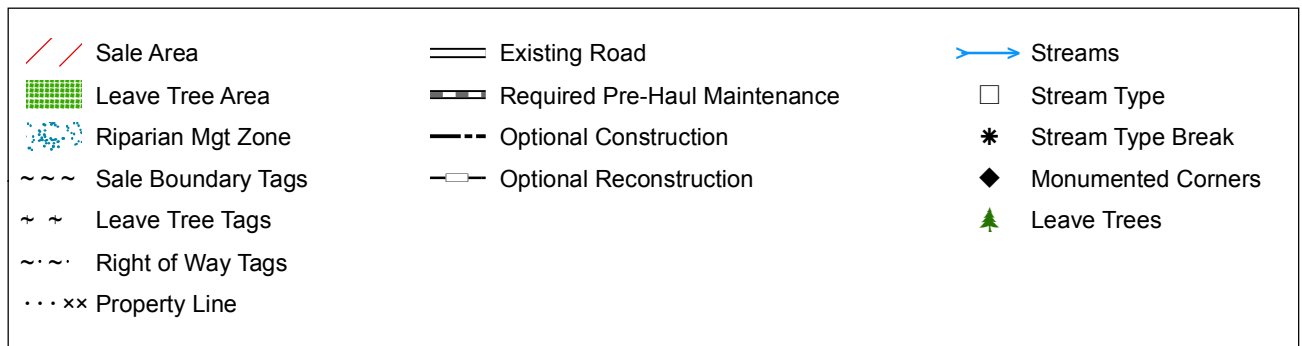 Sale Area
Leave Tree Area
Riparian Mgt Zone
Sale Boundary Tags
Leave Tree Tags
Right of Way Tags
Property Line
Existing Road
Required Pre-Haul Maintenance
Optional Construction
Optional Reconstruction
Streams
Stream Type
Stream Type Break
Monumented Corners
Leave Trees